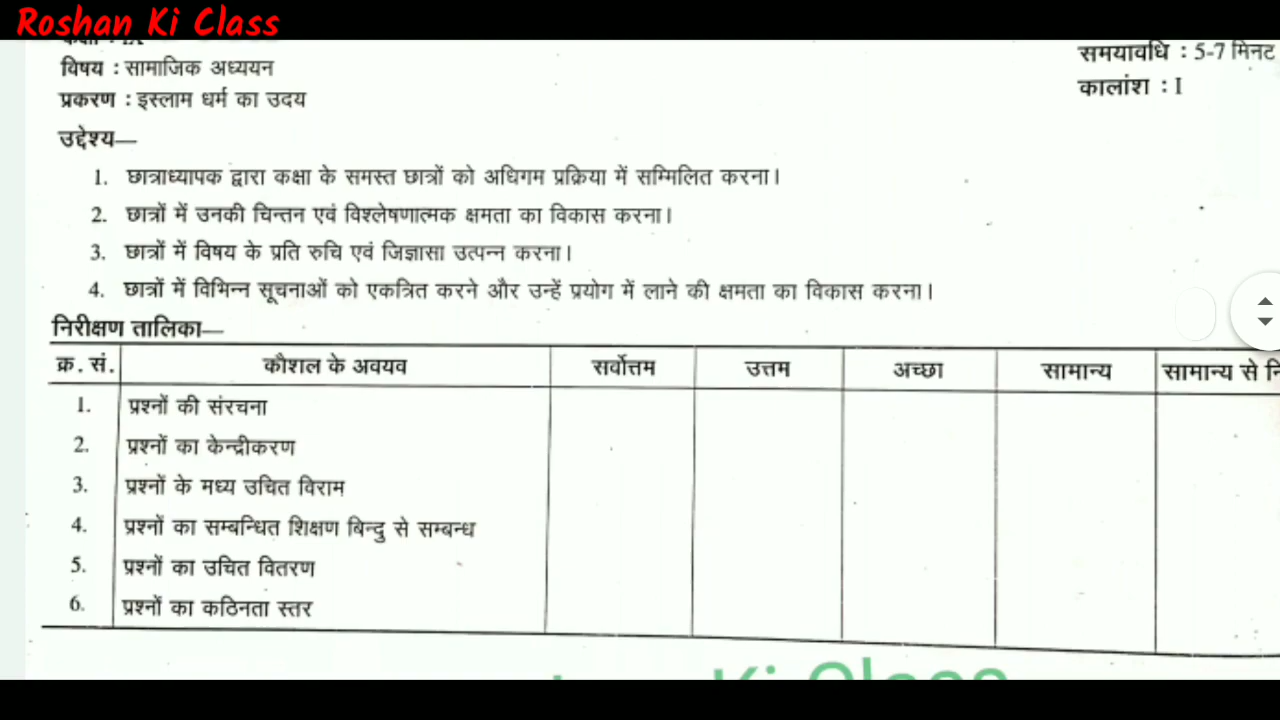 Roshan Ki Class
विषय : सामाजिक अध्ययन
समयावधि : 5-7 मिनट
प्रकरण : इस्लाम धर्म का उदय
कालांश : I
उद्देश्य—
1. छात्राध्यापक द्वारा कक्षा के समस्त छात्रों को अधिगम प्रक्रिया में सम्मिलित करना।
2. छात्रों में उनकी चिन्तन एवं विश्लेषणात्मक क्षमता का विकास करना।
3. छात्रों में विषय के प्रति रुचि एवं जिज्ञासा उत्पन्न करना।
4. छात्रों में विभिन्न सूचनाओं को एकत्रित करने और उन्हें प्रयोग में लाने की क्षमता का विकास करना।
निरीक्षण तालिका—
क्र. सं. कौशल के अवयव सर्वोत्तम उत्तम अच्छा सामान्य सामान्य से
1. प्रश्नों की संरचना
2. प्रश्नों का केन्द्रीकरण
3. प्रश्नों के मध्य उचित विराम
4. प्रश्नों का सम्बन्धित शिक्षण बिन्दु से सम्बन्ध
5. प्रश्नों का उचित वितरण
6. प्रश्नों का कठिनता स्तर
Ki Class